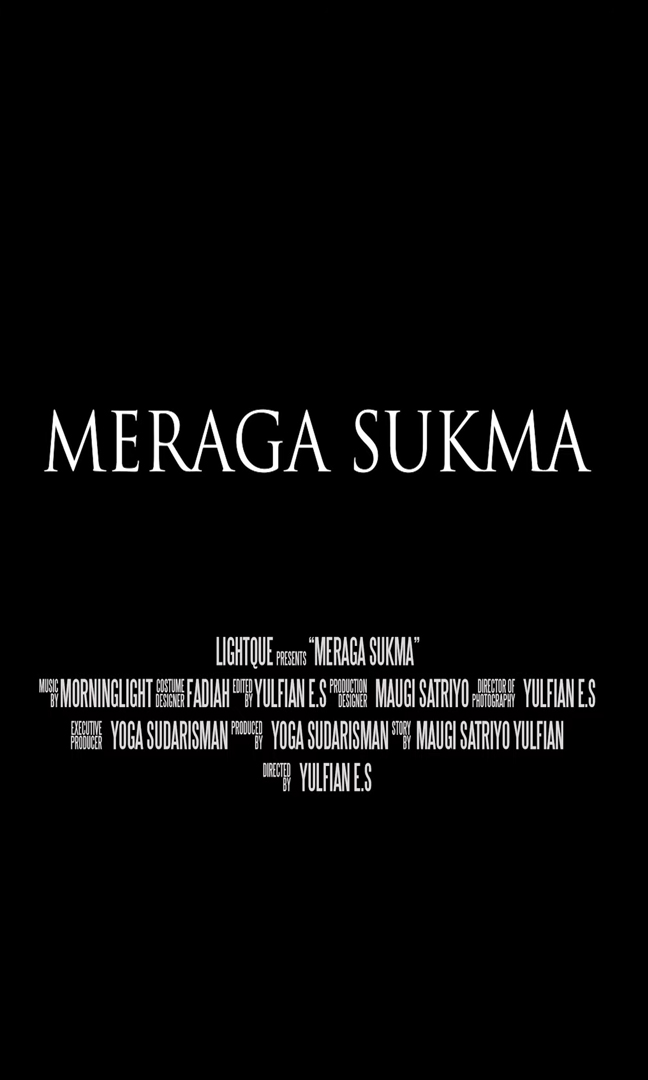 MERAGA SUKMA
LIGHTQUE PRESENTS “MERAGA SUKMA”
MUSIC BY MORNINGLIGHT COSTUME DESIGNER FADIAH EDITED BY YULFIAN E.S PRODUCTION DESIGNER MAUGI SATRIYO DIRECTOR OF PHOTOGRAPHY YULFIAN E.S
EXECUTIVE PRODUCER YOGA SUDARISMAN PRODUCED BY YOGA SUDARISMAN STORY BY MAUGI SATRIYO YULFIAN
DIRECTED BY YULFIAN E.S